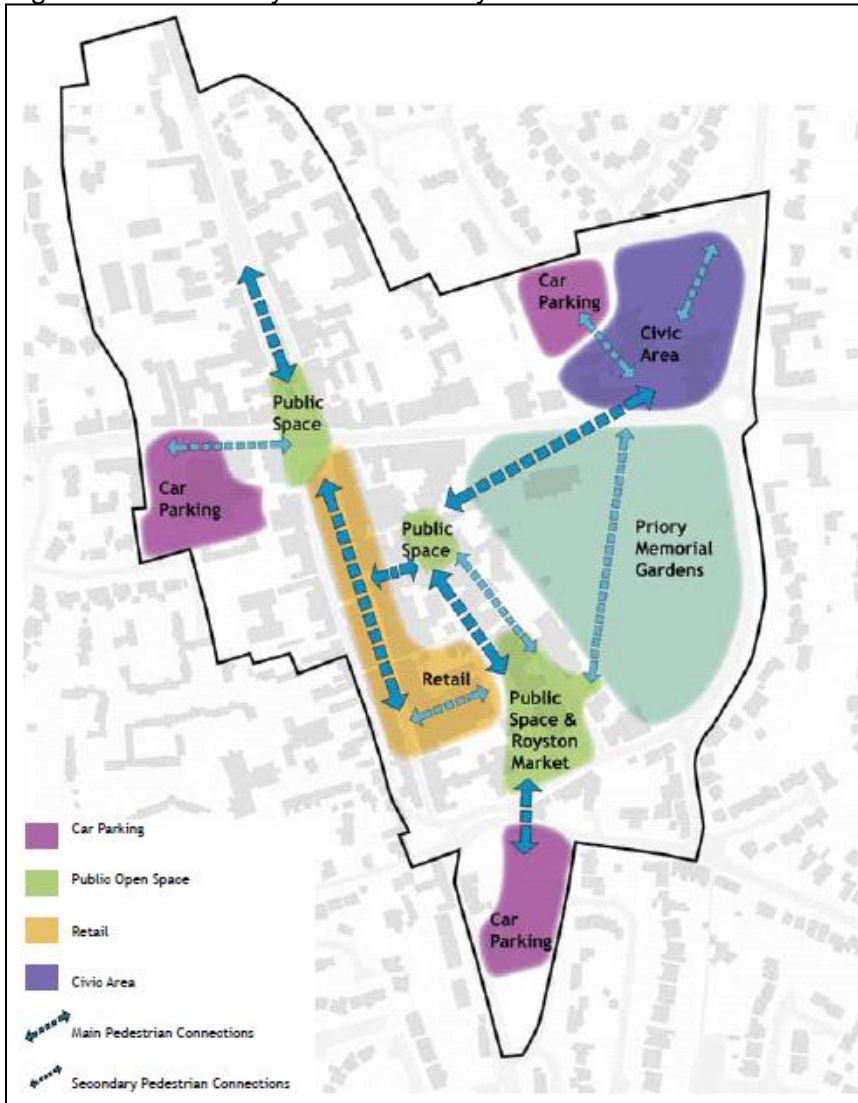 Car
Parking
Civic
Area
Public
Space
Car
Parking
Public
Space
Priory
Memorial
Gardens
Retail
Public
Space &
Royston
Market
Car
Parking
Car Parking
Public Open Space
Retail
Civic Area
Main Pedestrian Connections
Secondary Pedestrian Connections